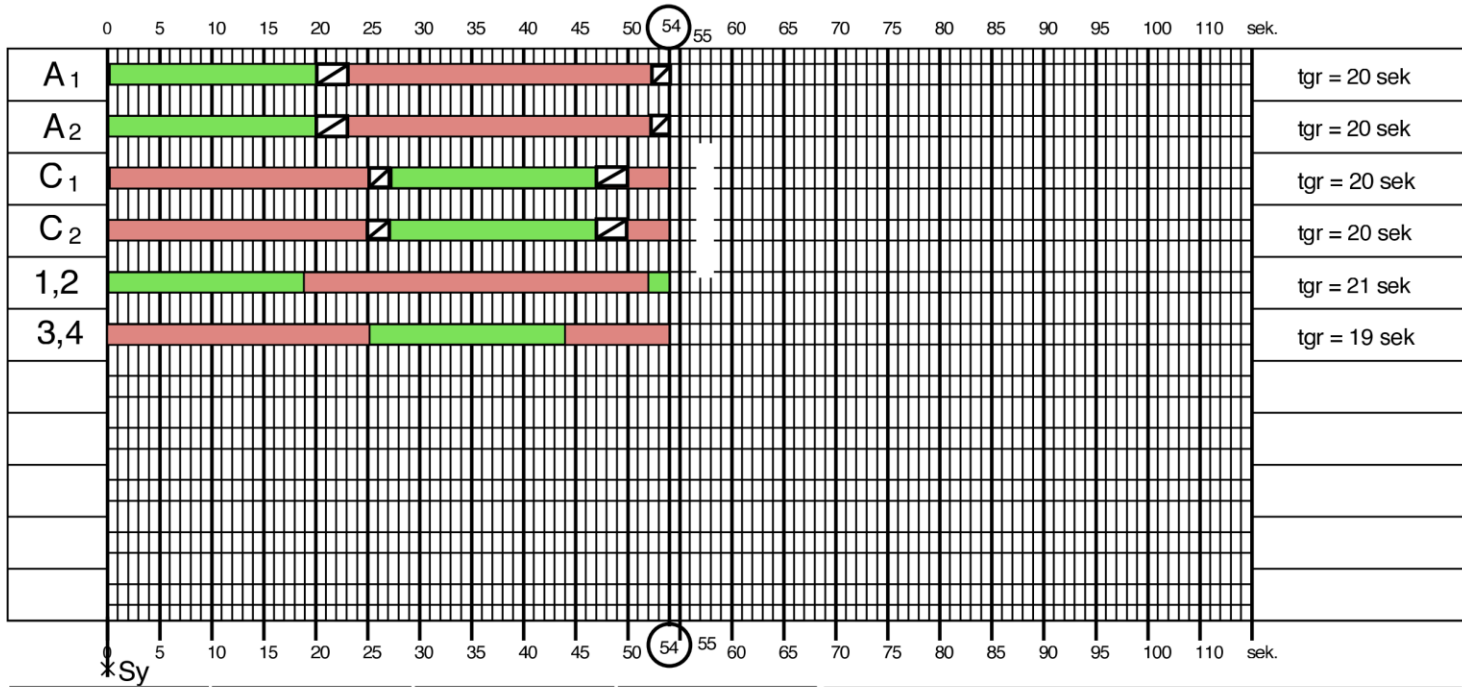 0 5 10 15 20 25 30 35 40 45 50 54 55 60 65 70 75 80 85 90 95 100 105 110 sek.
A1 tgr = 20 sek
A2 tgr = 20 sek
C1 tgr = 20 sek
C2 tgr = 20 sek
1,2 tgr = 21 sek
3,4 tgr = 19 sek
0 5 10 15 20 25 30 35 40 45 50 54 55 60 65 70 75 80 85 90 95 100 105 110 sek.
Sy